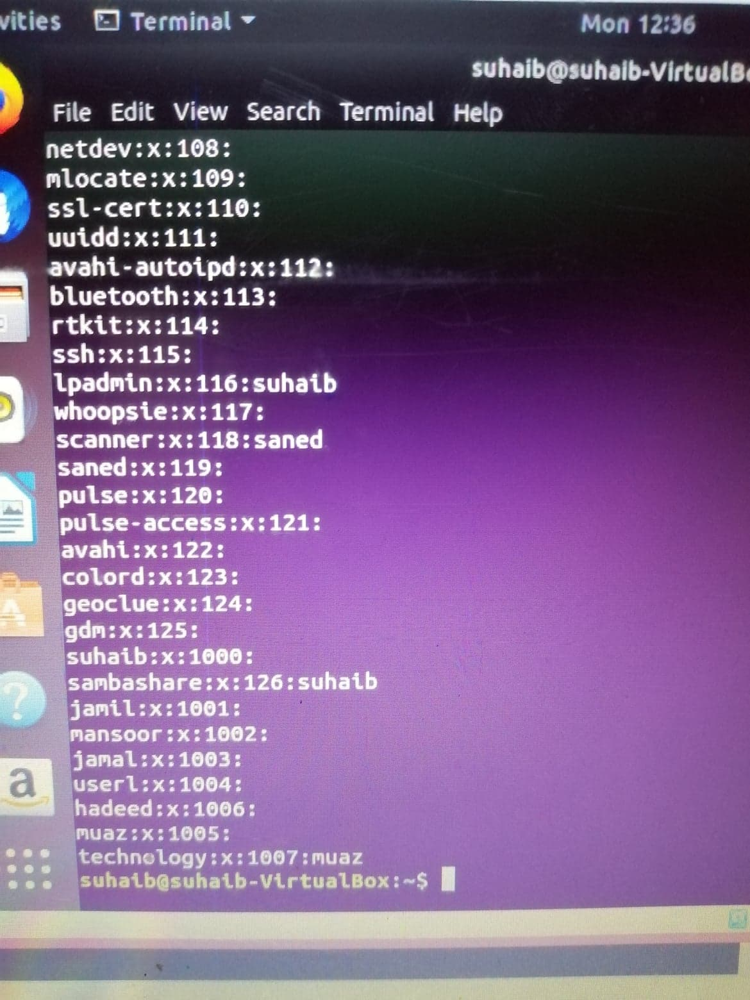 vities Terminal Mon 12:36
suhaib@suhaib-VirtualBo
File Edit View Search Terminal Help
netdev:x:108:
mlocate:x:109:
ssl-cert:x:110:
uuidd:x:111:
avahi-autoipd:x:112:
bluetooth:x:113:
rtkit:x:114:
ssh:x:115:
lpadmin:x:116:suhaib
whoopsie:x:117:
scanner:x:118:saned
saned:x:119:
pulse:x:120:
pulse-access:x:121:
avahi:x:122:
colord:x:123:
geoclue:x:124:
gdm:x:125:
suhaib:x:1000:
sambashare:x:126:suhaib
jamil:x:1001:
mansoor:x:1002:
jamal:x:1003:
userl:x:1004:
hadeed:x:1006:
muaz:x:1005:
technology:x:1007:muaz
suhaib@suhaib-VirtualBox:~$